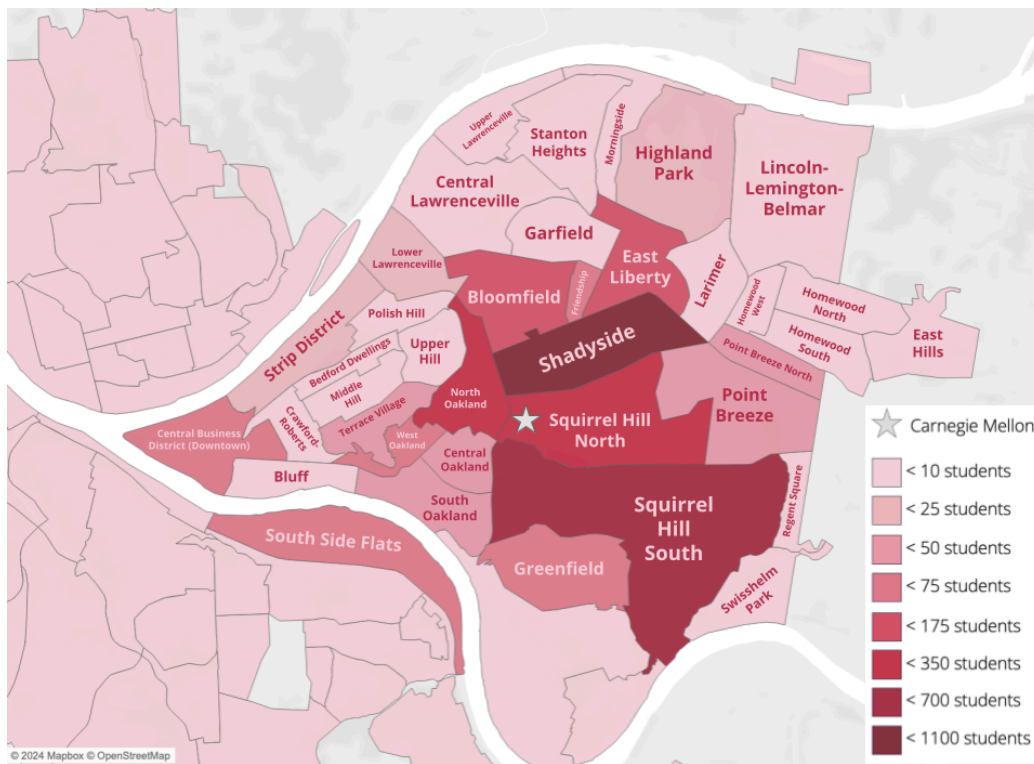 Upper
Lawrenceville
Stanton
Heights
Morningside
Highland
Park
Lincoln-
Lemington-
Belmar
Central
Lawrenceville
Garfield
East
Liberty
Larimer
Lower
Lawrenceville
Bloomfield
Friendship
Homewood
West
Homewood
North
Homewood
South
East
Hills
Strip District
Polish Hill
Upper
Hill
Bedford Dwellings
Middle
Hill
Shadyside
Point Breeze North
Point
Breeze
Crawford-
Roberts
Terrace Village
North
Oakland
West
Oakland
Squirrel Hill
North
Central Business
District (Downtown)
Central
Oakland
Bluff
South
Oakland
Squirrel
Hill
South
Regent Square
South Side Flats
Greenfield
Swisshelm
Park
Carnegie Mellon
< 10 students
< 25 students
< 50 students
< 75 students
< 175 students
< 350 students
< 700 students
< 1100 students
© 2024 Mapbox © OpenStreetMap